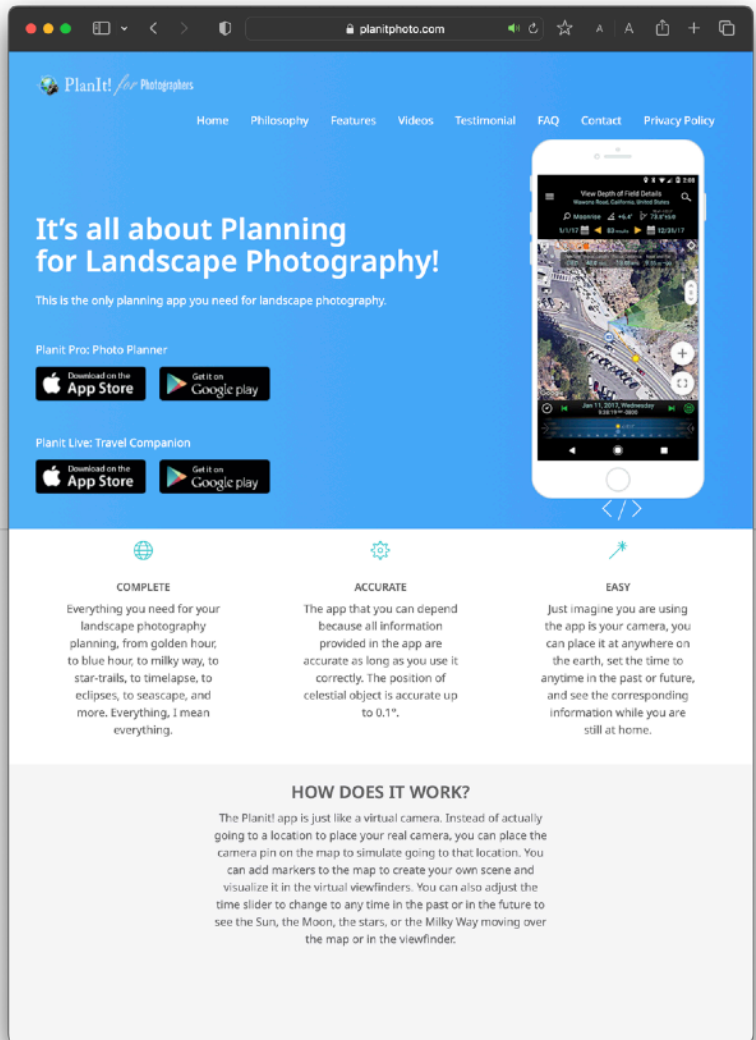 planitphoto.com
A A
PlanIt! for Photographers
Home Philosophy Features Videos Testimonial FAQ Contact Privacy Policy
It's all about Planning
for Landscape Photography!
This is the only planning app you need for landscape photography.
Planit Pro: Photo Planner
Download on the
App Store
Get it on
Google play
Planit Live: Travel Companion
Download on the
App Store
Get it on
Google play
2:08
View Depth of Field Details
Wawona Road, California, United States
Moonrise +6.4°
1/1/17 83 results 12/31/17
Jan 11, 2017, Wednesday
</>
COMPLETE
Everything you need for your
landscape photography
planning, from golden hour,
to blue hour, to milky way, to
star-trails, to timelapse, to
eclipses, to seascape, and
more. Everything, I mean
everything.
ACCURATE
The app that you can depend
because all information
provided in the app are
accurate as long as you use it
correctly. The position of
celestial object is accurate up
to 0.1°.
EASY
Just imagine you are using
the app is your camera, you
can place it at anywhere on
the earth, set the time to
anytime in the past or future,
and see the corresponding
information while you are
still at home.
HOW DOES IT WORK?
The Planit! app is just like a virtual camera. Instead of actually
going to a location to place your real camera, you can place the
camera pin on the map to simulate going to that location. You
can add markers to the map to create your own scene and
visualize it in the virtual viewfinders. You can also adjust the
time slider to change to any time in the past or in the future to
see the Sun, the Moon, the stars, or the Milky Way moving over
the map or in the viewfinder.